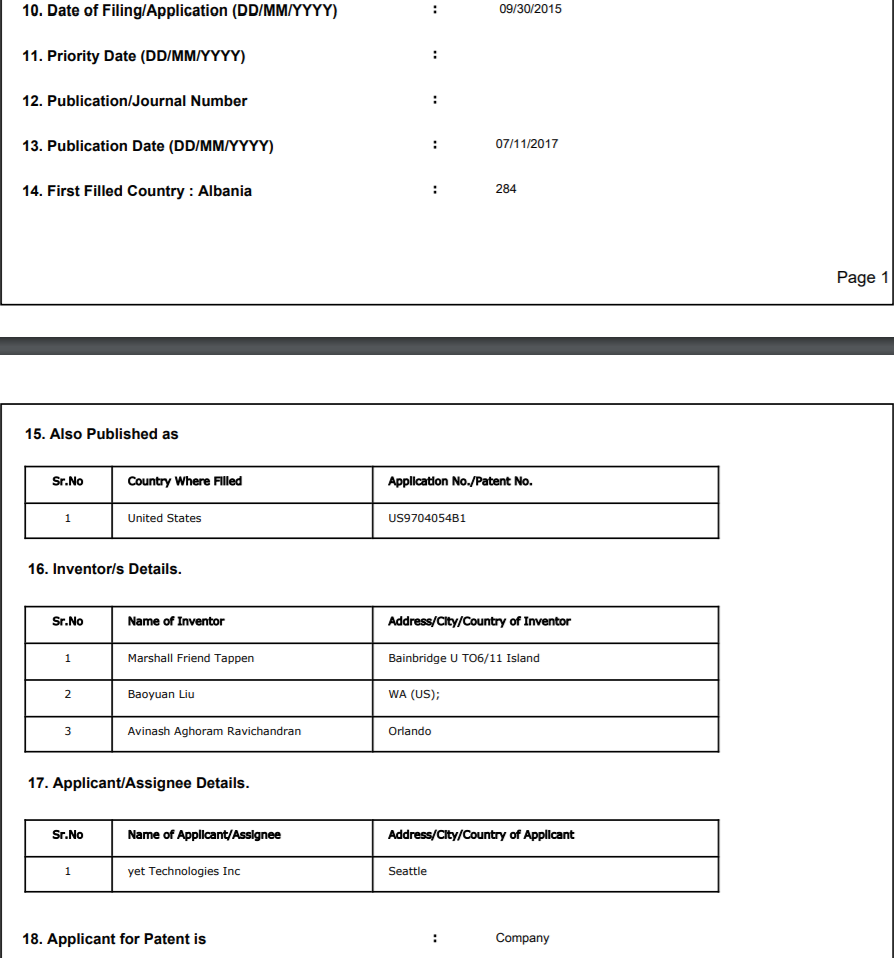 10. Date of Filing/Application (DD/MM/YYYY) : 09/30/2015
11. Priority Date (DD/MM/YYYY) :
12. Publication/Journal Number :
13. Publication Date (DD/MM/YYYY) : 07/11/2017
14. First Filled Country : Albania : 284
Page 1
15. Also Published as
Sr.No Country Where Filled Application No./Patent No.
1 United States US9704054B1
16. Inventor/s Details.
Sr.No Name of Inventor Address/City/Country of Inventor
1 Marshall Friend Tappen Bainbridge U TO6/11 Island
2 Baoyuan Liu WA (US);
3 Avinash Aghoram Ravichandran Orlando
17. Applicant/Assignee Details.
Sr.No Name of Applicant/Assignee Address/City/Country of Applicant
1 yet Technologies Inc Seattle
18. Applicant for Patent is : Company